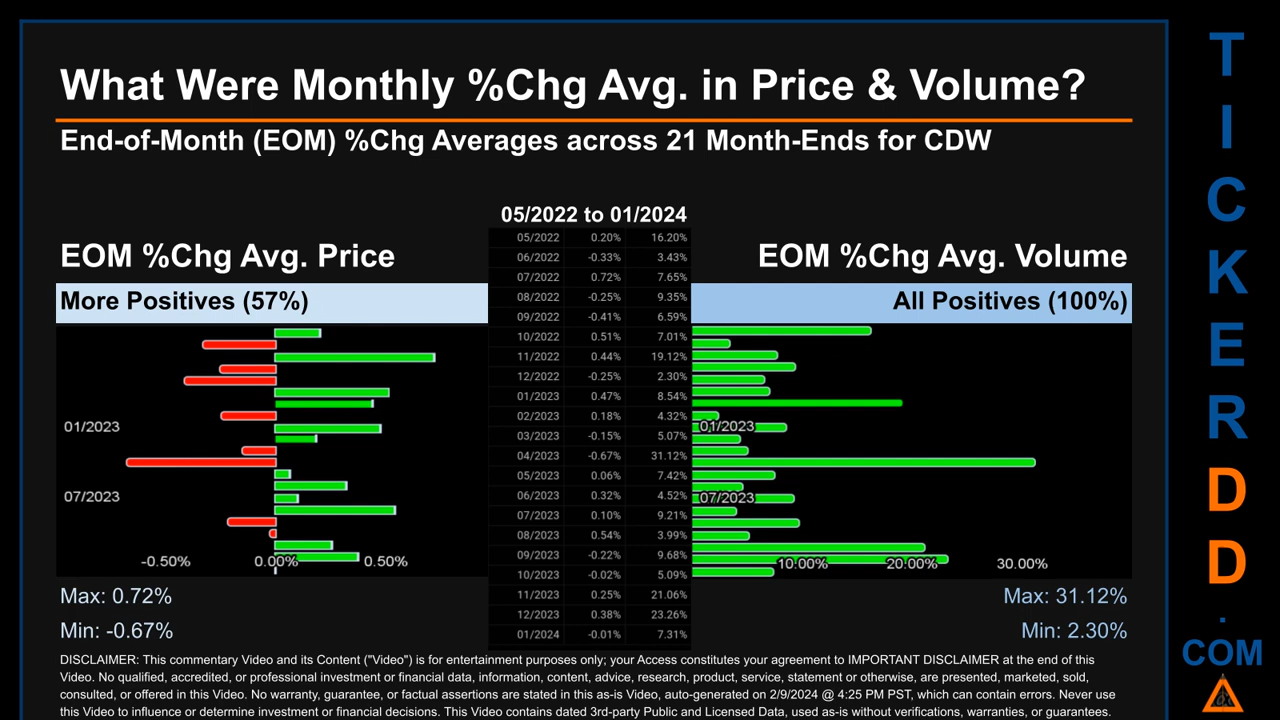 What Were Monthly %Chg Avg. in Price & Volume?
End-of-Month (EOM) %Chg Averages across 21 Month-Ends for CDW
05/2022 to 01/2024
EOM %Chg Avg. Price
EOM %Chg Avg. Volume
More Positives (57%)
All Positives (100%)
05/2022 0.20% 16.20%
06/2022 -0.33% 3.43%
07/2022 0.72% 7.65%
08/2022 -0.25% 9.35%
09/2022 -0.41% 6.59%
10/2022 0.51% 7.01%
11/2022 0.44% 19.12%
12/2022 -0.25% 2.30%
01/2023 0.47% 8.54%
02/2023 0.18% 4.32%
03/2023 -0.15% 5.07%
04/2023 -0.67% 31.12%
05/2023 0.06% 7.42%
06/2023 0.32% 4.52%
07/2023 0.10% 9.21%
08/2023 0.54% 3.99%
09/2023 -0.22% 9.68%
10/2023 -0.02% 5.09%
11/2023 0.25% 21.06%
12/2023 0.38% 23.26%
01/2024 -0.01% 7.31%
01/2023
07/2023
-0.50% 0.00% 0.50%
01/2023
07/2023
10.00% 20.00% 30.00%
Max: 0.72%
Min: -0.67%
Max: 31.12%
Min: 2.30%
DISCLAIMER: This commentary Video and its Content ("Video") is for entertainment purposes only; your Access constitutes your agreement to IMPORTANT DISCLAIMER at the end of this
Video. No qualified, accredited, or professional investment or financial data, information, content, advice, research, product, service, statement or otherwise, are presented, marketed, sold,
consulted, or offered in this Video. No warranty, guarantee, or factual assertions are stated in this as-is Video, auto-generated on 2/9/2024 @ 4:25 PM PST, which can contain errors. Never use
this Video to influence or determine investment or financial decisions. This Video contains dated 3rd-party Public and Licensed Data, used as-is without verifications, warranties, or guarantees.
T
I
C
K
E
R
D
D
.
COM